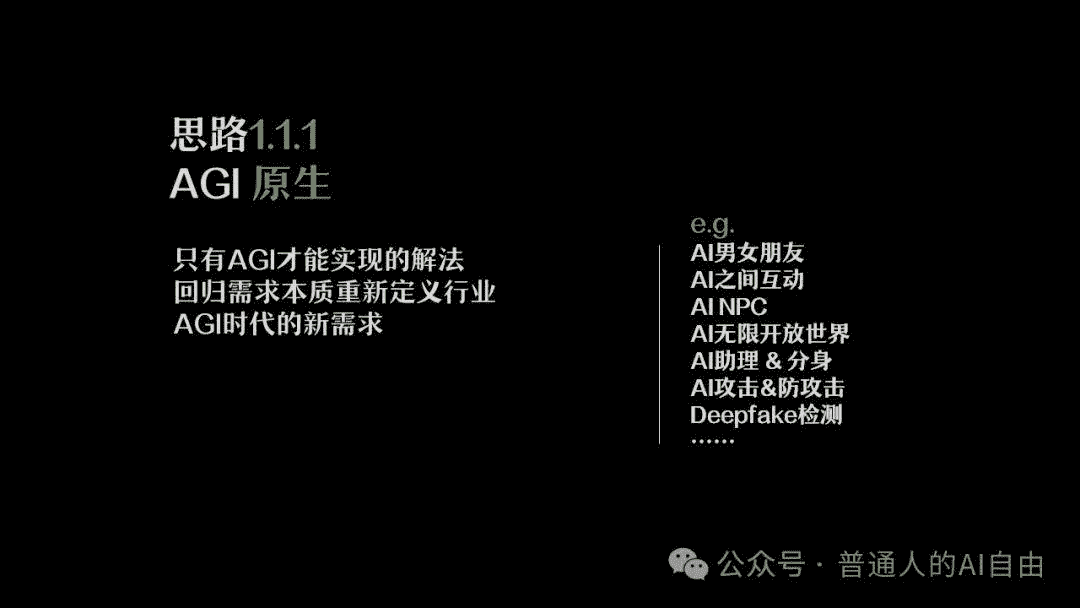 思路1.1.1
AGI 原生
只有AGI才能实现的解法
回归需求本质重新定义行业
AGI时代的新需求
e.g.
AI男女朋友
AI之间互动
AI NPC
AI无限开放世界
AI助理 & 分身
AI攻击&防攻击
Deepfake检测
……
公众号 · 普通人的AI自由